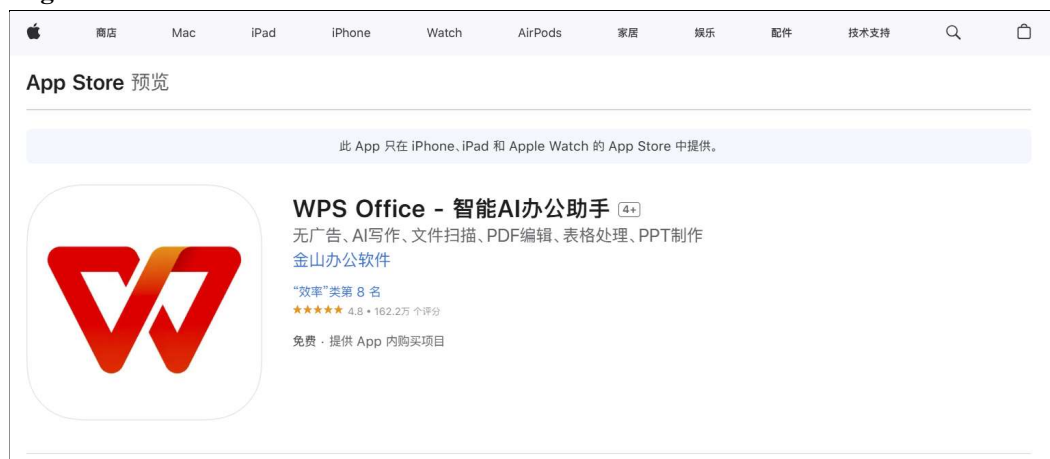 商店 Mac iPad iPhone Watch AirPods 家居 娱乐 配件 技术支持
App Store 预览
此 App 只在 iPhone、iPad 和 Apple Watch 的 App Store 中提供。
WPS Office - 智能AI办公助手 4+
无广告、AI写作、文件扫描、PDF编辑、表格处理、PPT制作
金山办公软件
“效率”类第 8 名
★★★★★ 4.8 • 162.2万 个评分
免费 · 提供 App 内购买项目